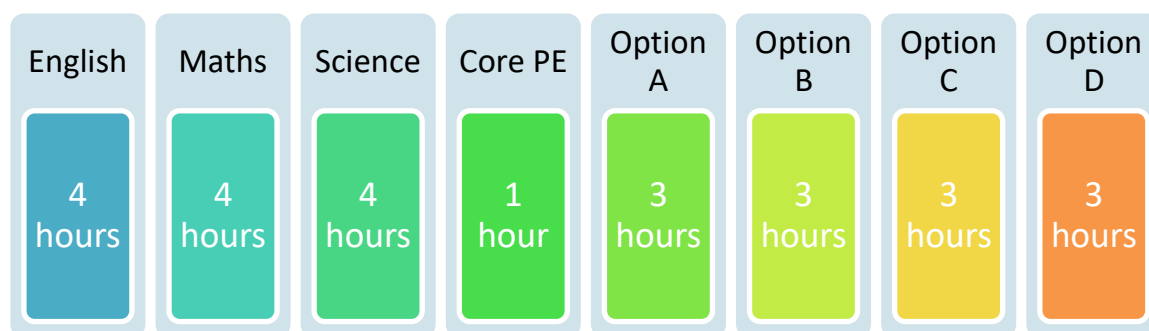 English
Maths
Science
Core PE
Option
A
Option
B
Option
C
Option
D
4
hours
4
hours
4
hours
1
hour
3
hours
3
hours
3
hours
3
hours